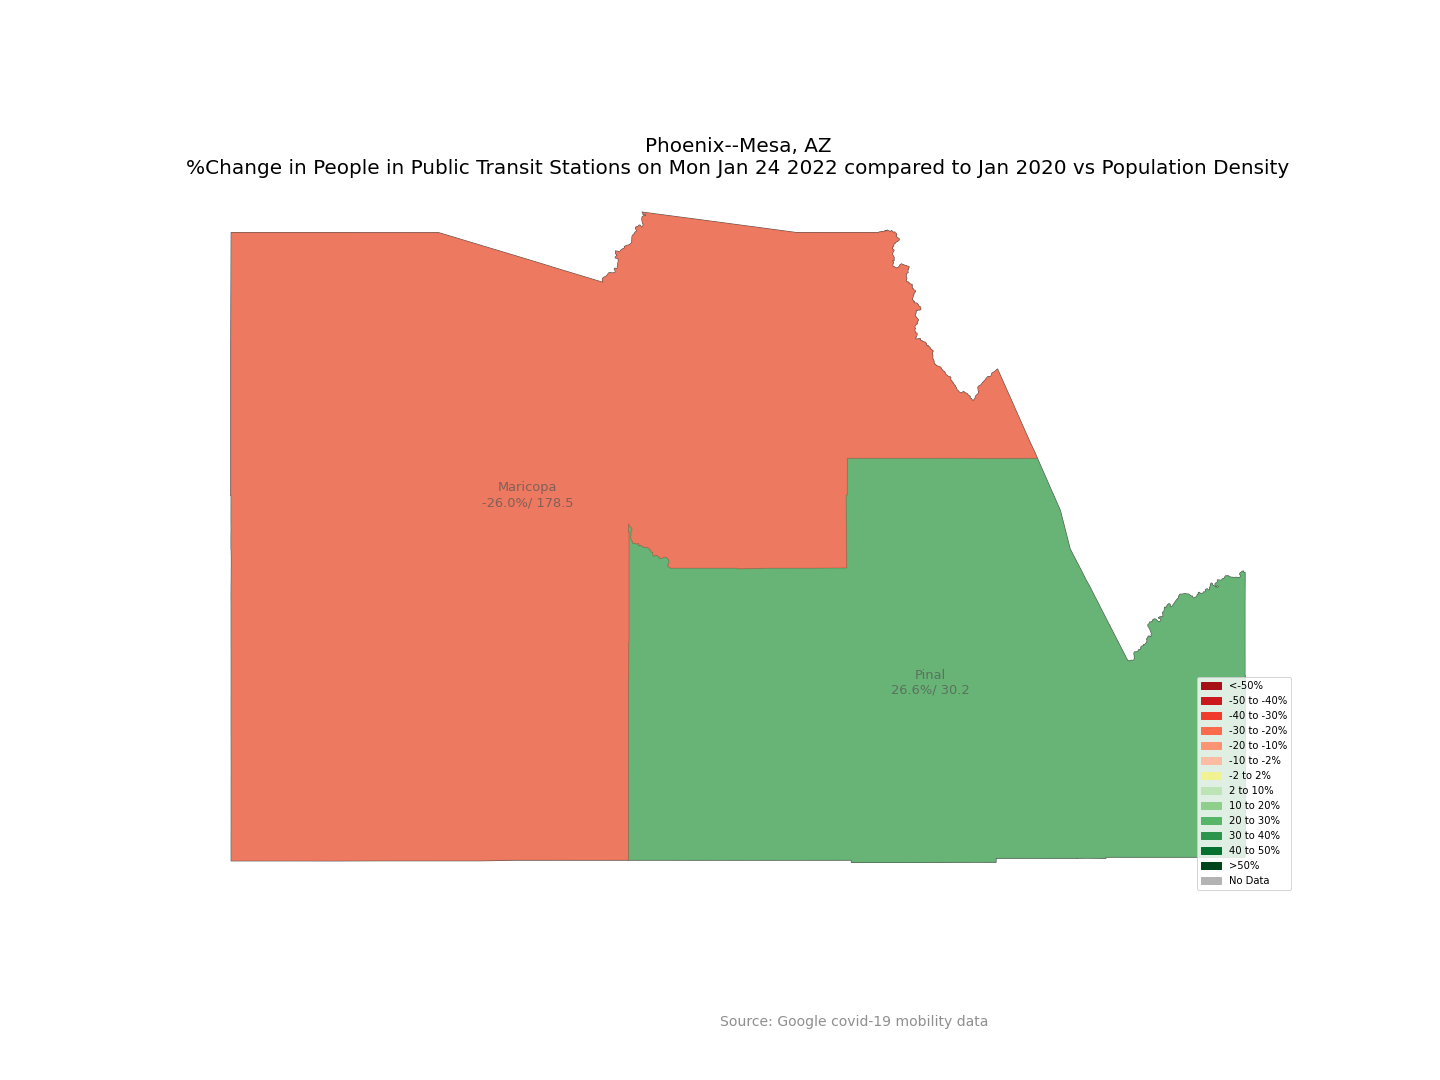 Phoenix--Mesa, AZ
%Change in People in Public Transit Stations on Mon Jan 24 2022 compared to Jan 2020 vs Population Density
Maricopa
-26.0%/ 178.5
Pinal
26.6%/ 30.2
<-50%
-50 to -40%
-40 to -30%
-30 to -20%
-20 to -10%
-10 to -2%
-2 to 2%
2 to 10%
10 to 20%
20 to 30%
30 to 40%
40 to 50%
>50%
No Data
Source: Google covid-19 mobility data